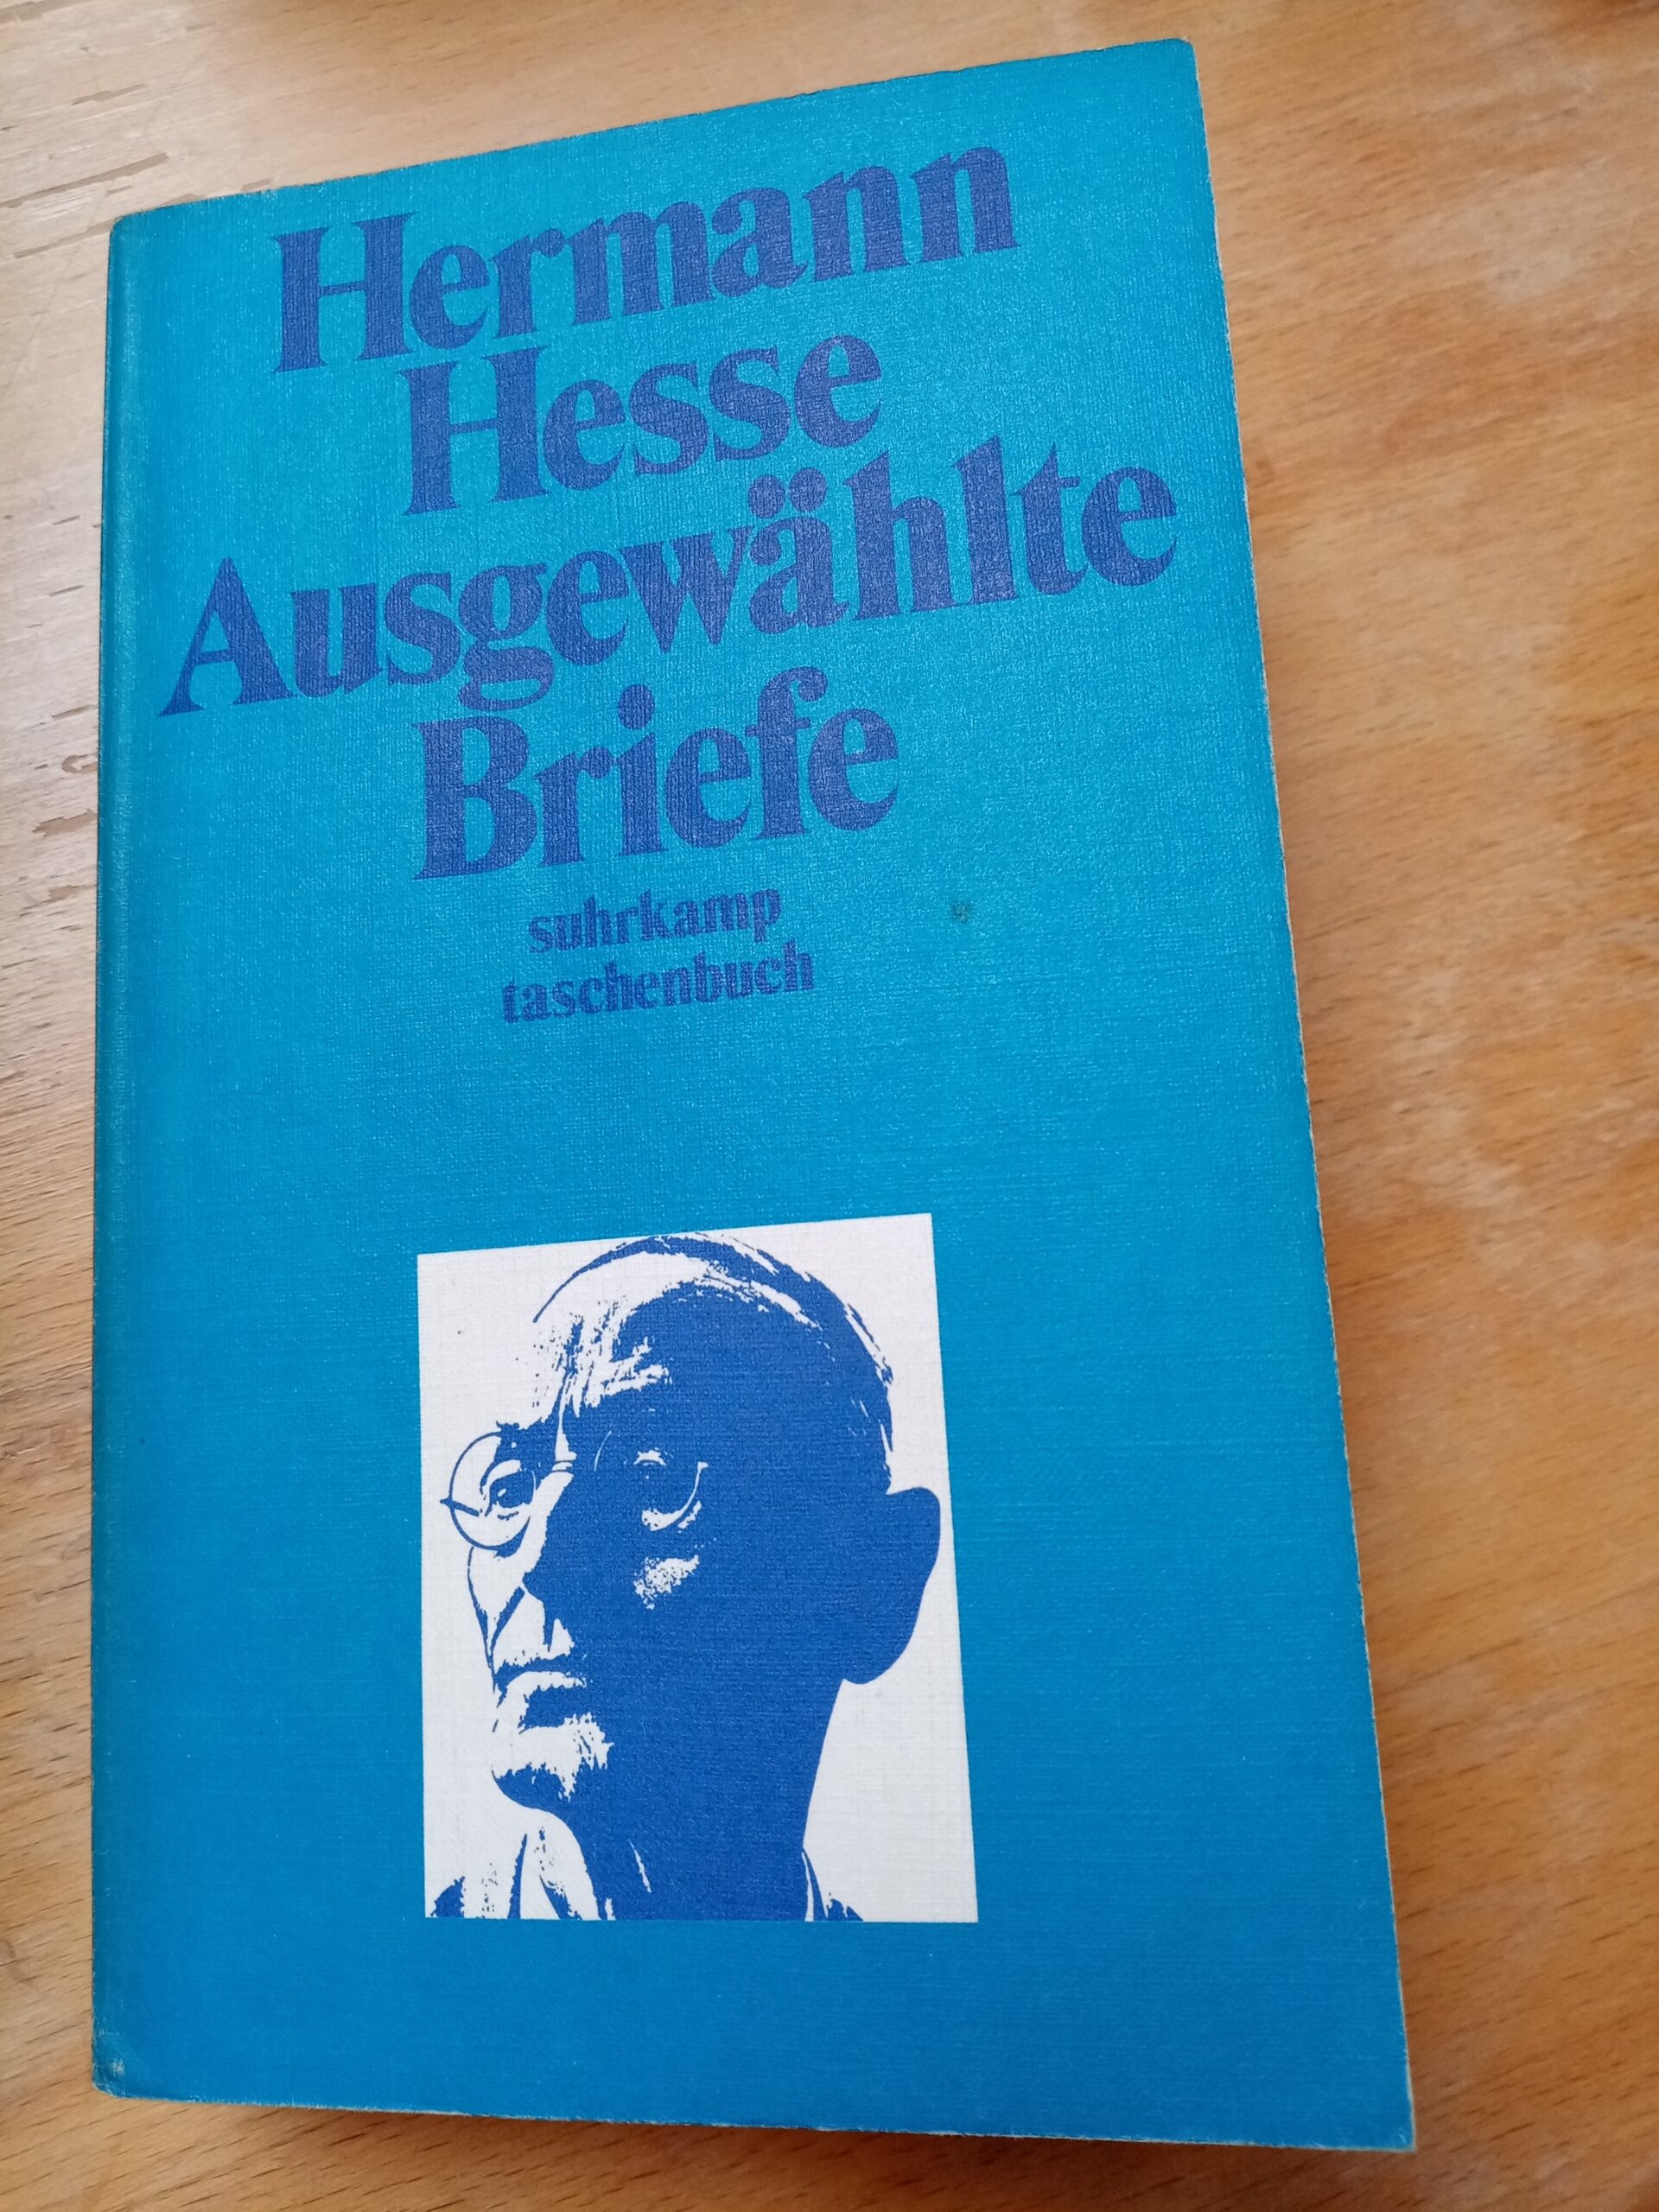 Hermann
Hesse
Ausgewählte
Briefe
suhrkamp
taschenbuch